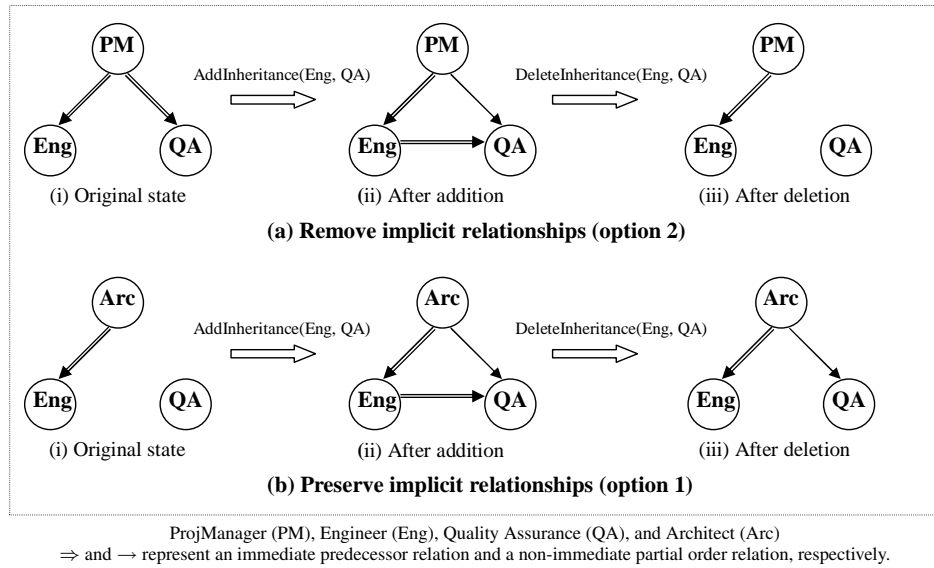 PM PM PM
AddInheritance(Eng, QA) DeleteInheritance(Eng, QA)
Eng QA Eng QA Eng QA
(i) Original state (ii) After addition (iii) After deletion
(a) Remove implicit relationships (option 2)
Arc Arc Arc
AddInheritance(Eng, QA) DeleteInheritance(Eng, QA)
Eng QA Eng QA Eng QA
(i) Original state (ii) After addition (iii) After deletion
(b) Preserve implicit relationships (option 1)
ProjManager (PM), Engineer (Eng), Quality Assurance (QA), and Architect (Arc)
⇒ and → represent an immediate predecessor relation and a non-immediate partial order relation, respectively.